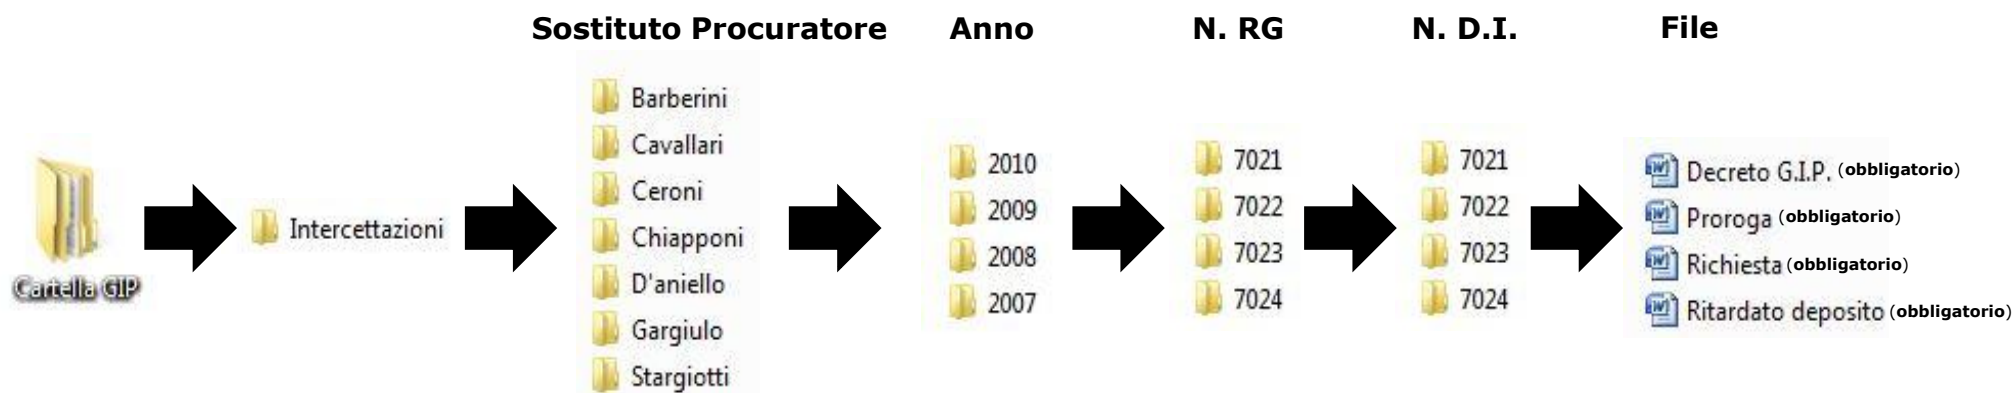 Sostituto Procuratore
Anno
N. RG
N. D.I.
File
Cartella GIP
Intercettazioni
Barberini
Cavallari
Ceroni
Chiapponi
D'aniello
Gargiulo
Stargiotti
2010
2009
2008
2007
7021
7022
7023
7024
7021
7022
7023
7024
Decreto G.I.P. (obbligatorio)
Proroga (obbligatorio)
Richiesta (obbligatorio)
Ritardato deposito (obbligatorio)